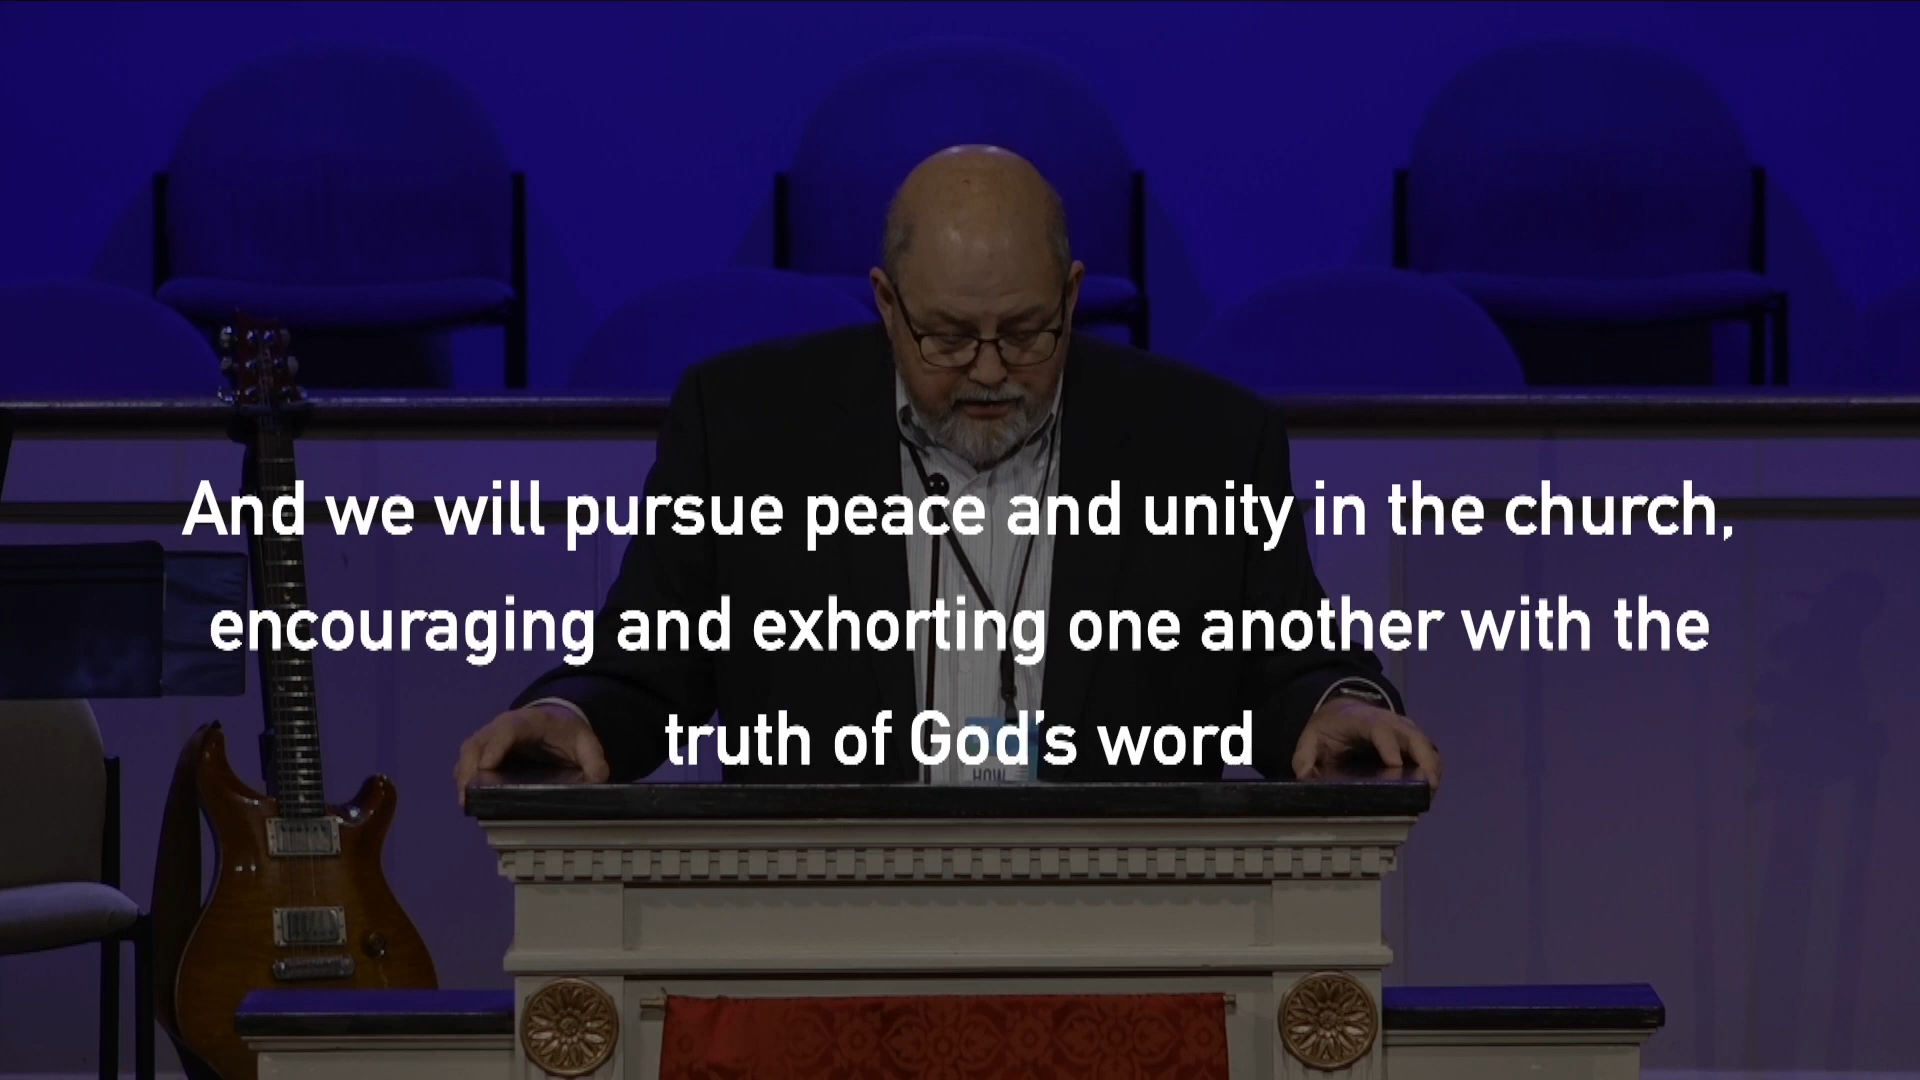 And we will pursue peace and unity in the church,
encouraging and exhorting one another with the
truth of God's word
HOW